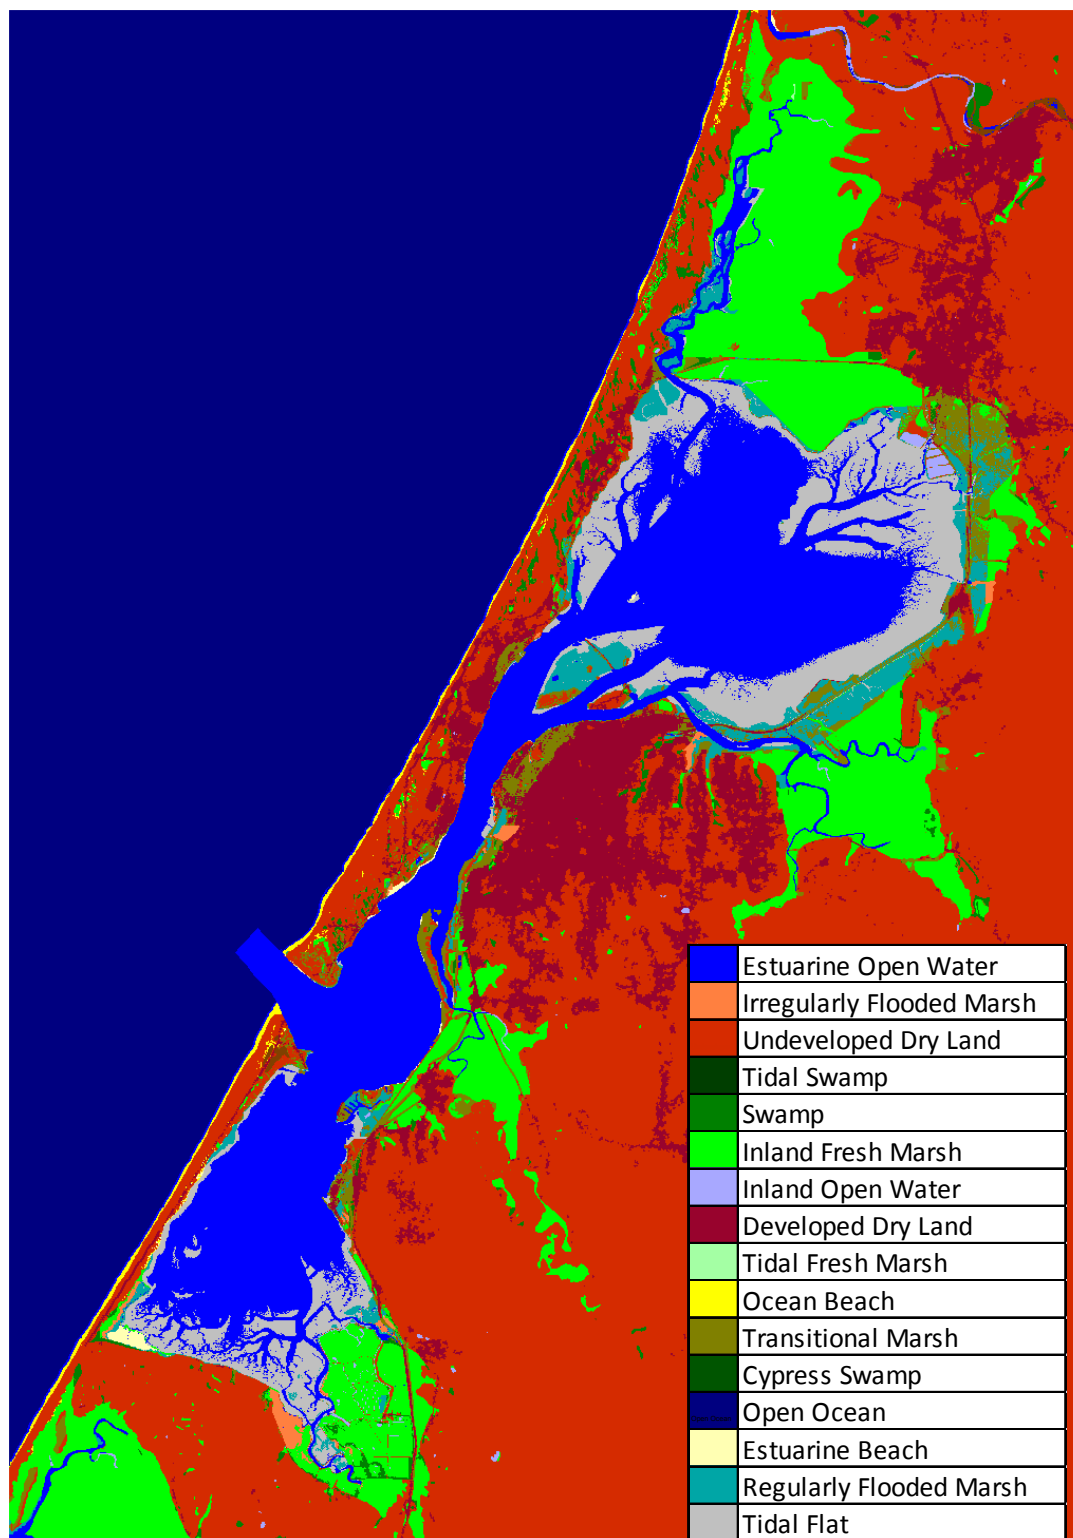 Estuarine Open Water
Irregularly Flooded Marsh
Undeveloped Dry Land
Tidal Swamp
Swamp
Inland Fresh Marsh
Inland Open Water
Developed Dry Land
Tidal Fresh Marsh
Ocean Beach
Transitional Marsh
Cypress Swamp
Open Ocean
Estuarine Beach
Regularly Flooded Marsh
Tidal Flat